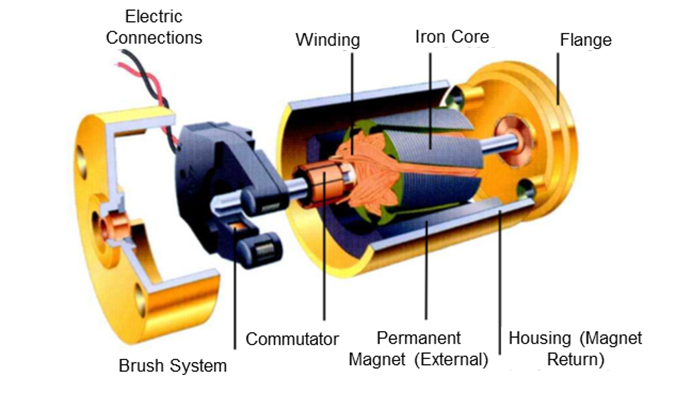 Electric
Connections
Winding
Iron Core
Flange
Commutator
Permanent
Magnet (External)
Housing (Magnet
Return)
Brush System